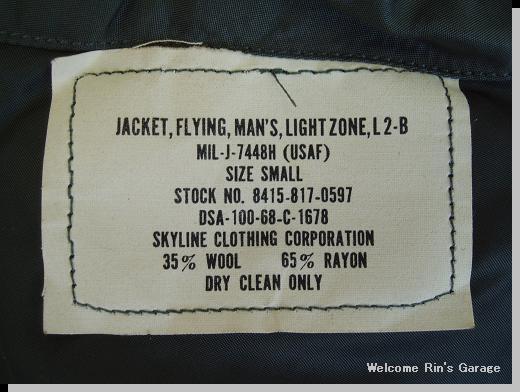 JACKET, FLYING, MAN'S, LIGHT ZONE, L2-B
MIL-J-7448H (USAF)
SIZE SMALL
STOCK NO. 8415-817-0597
DSA-100-68-C-1678
SKYLINE CLOTHING CORPORATION
35% WOOL 65% RAYON
DRY CLEAN ONLY
Welcome Rin's Garage